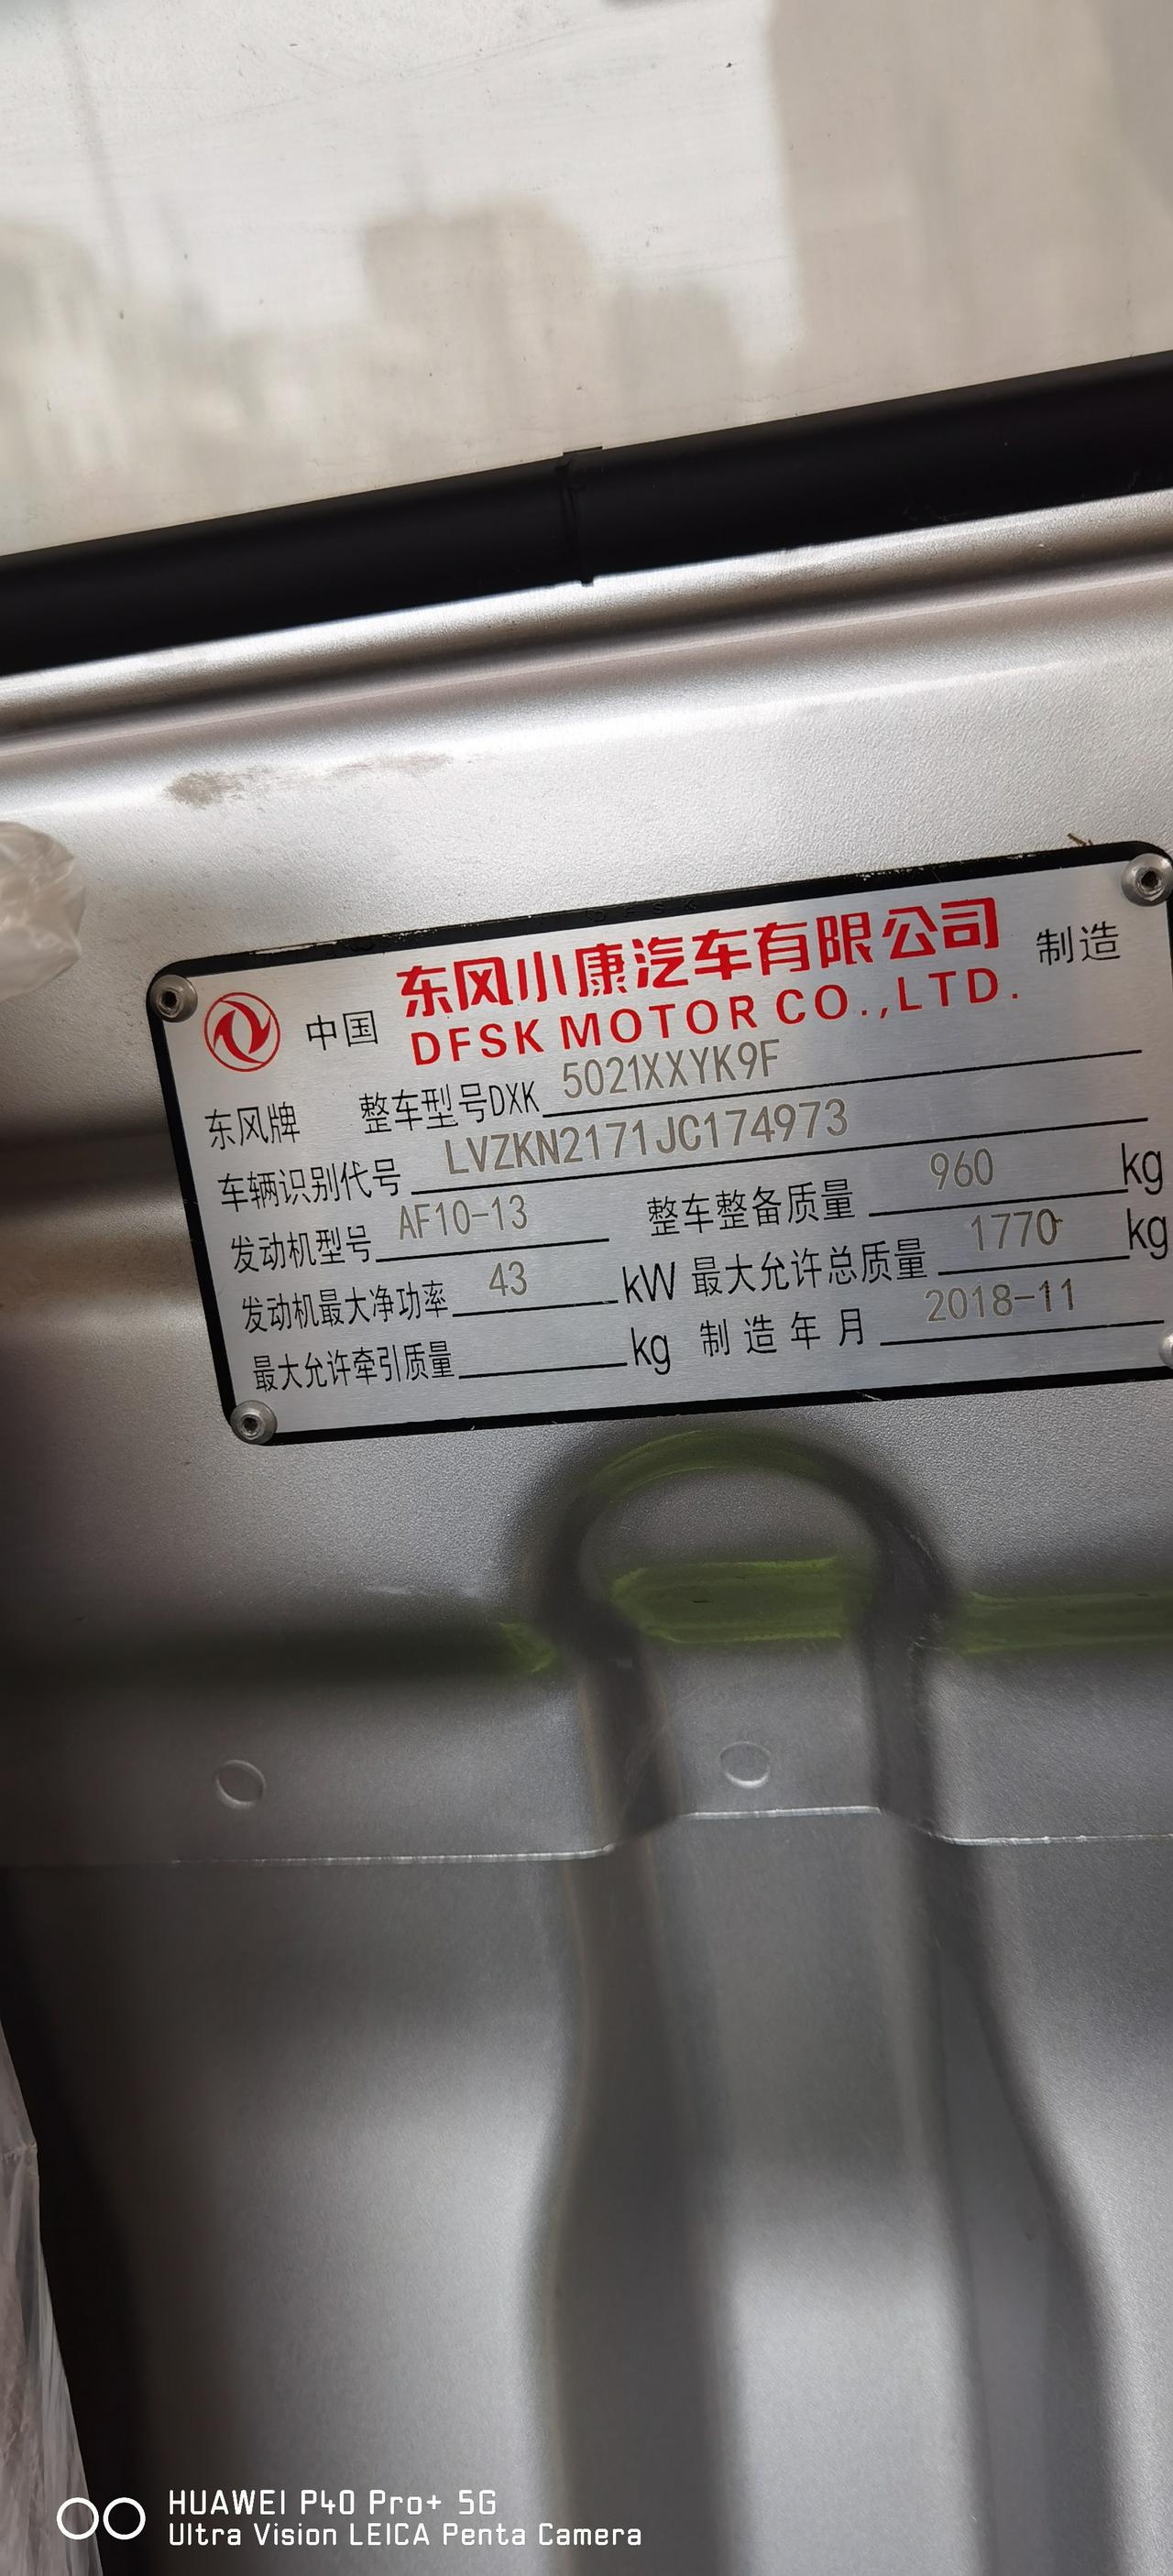 中国 东风小康汽车有限公司 制造
DFSK MOTOR CO.,LTD.
东风牌 整车型号DXK 5021XXYK9F
车辆识别代号 LVZKN2171JC174973
发动机型号 AF10-13 整车整备质量 960 kg
发动机最大净功率 43 kW 最大允许总质量 1770 kg
最大允许牵引质量 kg 制造年月 2018-11
HUAWEI P40 Pro+ 5G
Ultra Vision LEICA Penta Camera